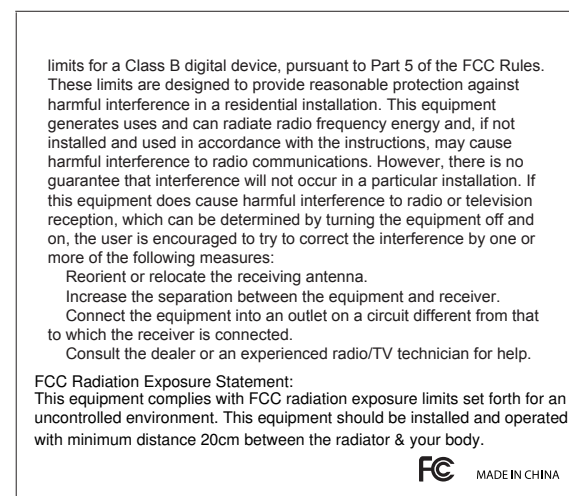 limits for a Class B digital device, pursuant to Part 5 of the FCC Rules.
These limits are designed to provide reasonable protection against
harmful interference in a residential installation. This equipment
generates uses and can radiate radio frequency energy and, if not
installed and used in accordance with the instructions, may cause
harmful interference to radio communications. However, there is no
guarantee that interference will not occur in a particular installation. If
this equipment does cause harmful interference to radio or television
reception, which can be determined by turning the equipment off and
on, the user is encouraged to try to correct the interference by one or
more of the following measures:
Reorient or relocate the receiving antenna.
Increase the separation between the equipment and receiver.
Connect the equipment into an outlet on a circuit different from that
to which the receiver is connected.
Consult the dealer or an experienced radio/TV technician for help.
FCC Radiation Exposure Statement:
This equipment complies with FCC radiation exposure limits set forth for an
uncontrolled environment. This equipment should be installed and operated
with minimum distance 20cm between the radiator & your body.
FC MADE IN CHINA